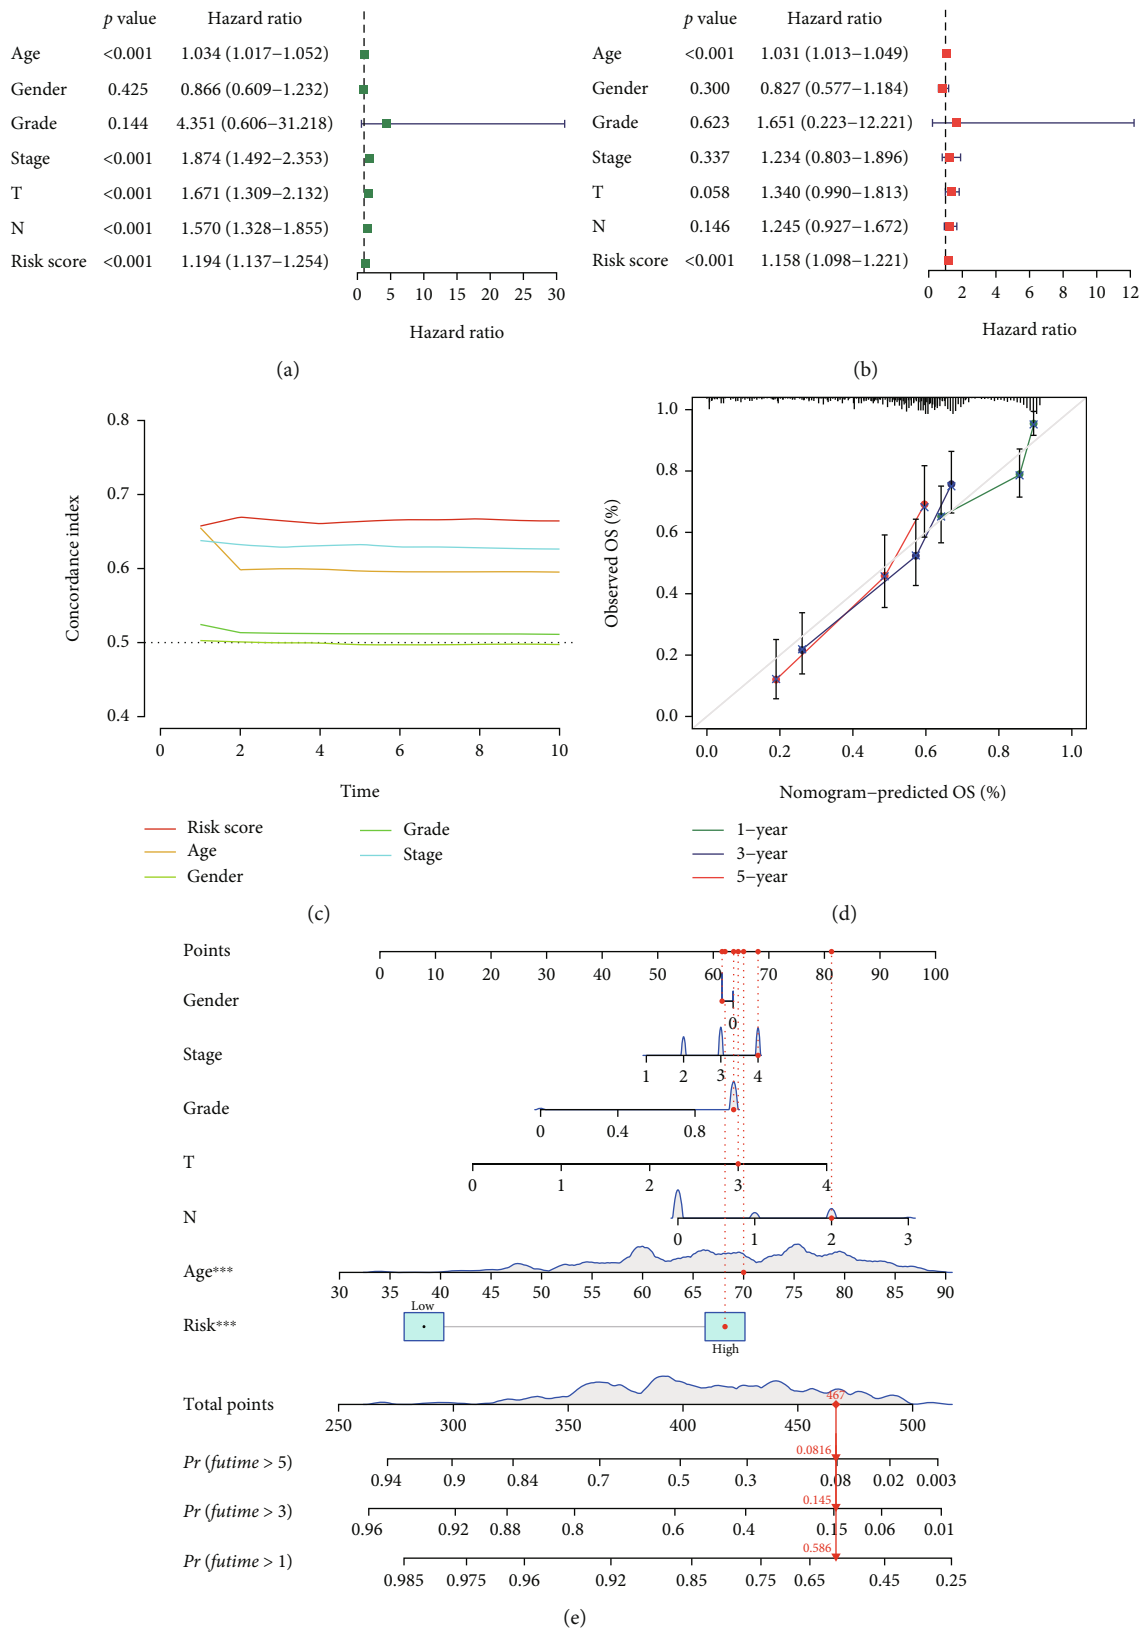 p value Hazard ratio
Age <0.001 1.034 (1.017−1.052)
Gender 0.425 0.866 (0.609−1.232)
Grade 0.144 4.351 (0.606−31.218)
Stage <0.001 1.874 (1.492−2.353)
T <0.001 1.671 (1.309−2.132)
N <0.001 1.570 (1.328−1.855)
Risk score <0.001 1.194 (1.137−1.254)
0 5 10 15 20 25 30
Hazard ratio
(a)
p value Hazard ratio
Age <0.001 1.031 (1.013−1.049)
Gender 0.300 0.827 (0.577−1.184)
Grade 0.623 1.651 (0.223−12.221)
Stage 0.337 1.234 (0.803−1.896)
T 0.058 1.340 (0.990−1.813)
N 0.146 1.245 (0.927−1.672)
Risk score <0.001 1.158 (1.098−1.221)
0 2 4 6 8 10 12
Hazard ratio
(b)
Concordance index
0.8
0.7
0.6
0.5
0.4
0 2 4 6 8 10
Time
Risk score
Age
Gender
Grade
Stage
(c)
Observed OS (%)
1.0
0.8
0.6
0.4
0.2
0.0
0.0 0.2 0.4 0.6 0.8 1.0
Nomogram−predicted OS (%)
1−year
3−year
5−year
(d)
Points
0 10 20 30 40 50 60 70 80 90 100
Gender
0
Stage
1 2 3 4
Grade
0 0.4 0.8
T
0 1 2 3 4
N
0 1 2 3
Age***
30 35 40 45 50 55 60 65 70 75 80 85 90
Low
Risk***
High
Total points
467
250 300 350 400 450 500
0.0816
Pr (futime > 5)
0.94 0.9 0.84 0.7 0.5 0.3 0.08 0.02 0.003
0.145
Pr (futime > 3)
0.96 0.92 0.88 0.8 0.6 0.4 0.15 0.06 0.01
0.586
Pr (futime > 1)
0.985 0.975 0.96 0.92 0.85 0.75 0.65 0.45 0.25
(e)